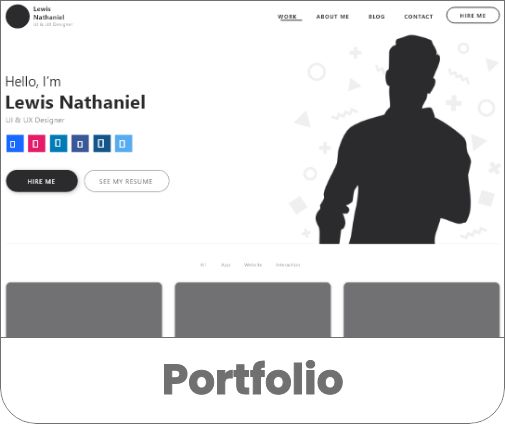 Lewis
Nathaniel
UI & UX Designer
WORK
ABOUT ME
BLOG
CONTACT
HIRE ME
Hello, I'm
Lewis Nathaniel
UI & UX Designer
HIRE ME
SEE MY RESUME
All
App
Website
Portfolio